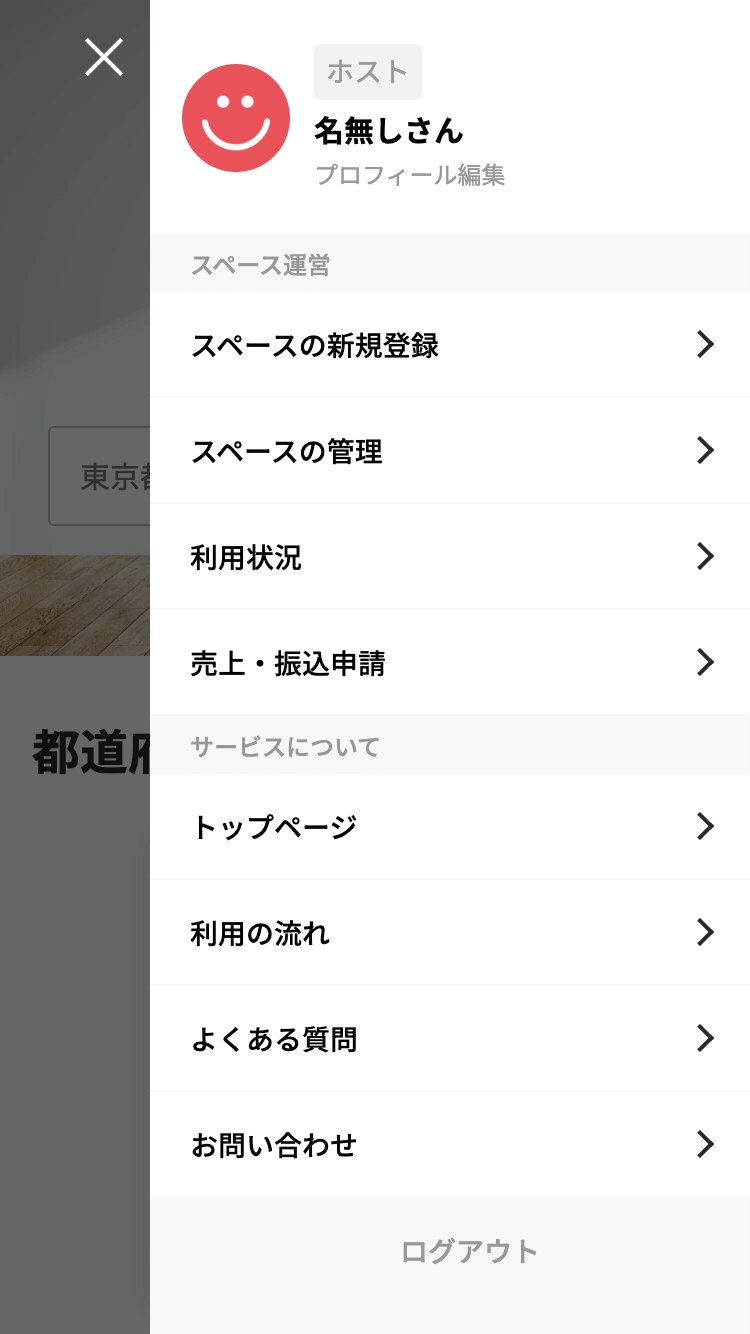 ホスト
名無しさん
プロフィール編集
スペース運営
スペースの新規登録
スペースの管理
東京
利用状況
売上・振込申請
都道
サービスについて
トップページ
利用の流れ
よくある質問
お問い合わせ
ログアウト